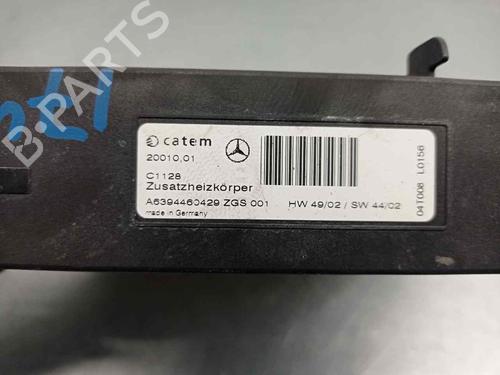 catem
20010,01
C1128
Zusatzheizkörper
A6394460429 ZGS 001 HW 49/02 / SW 44/02
made in Germany
04T008 L0156
B-PARTS